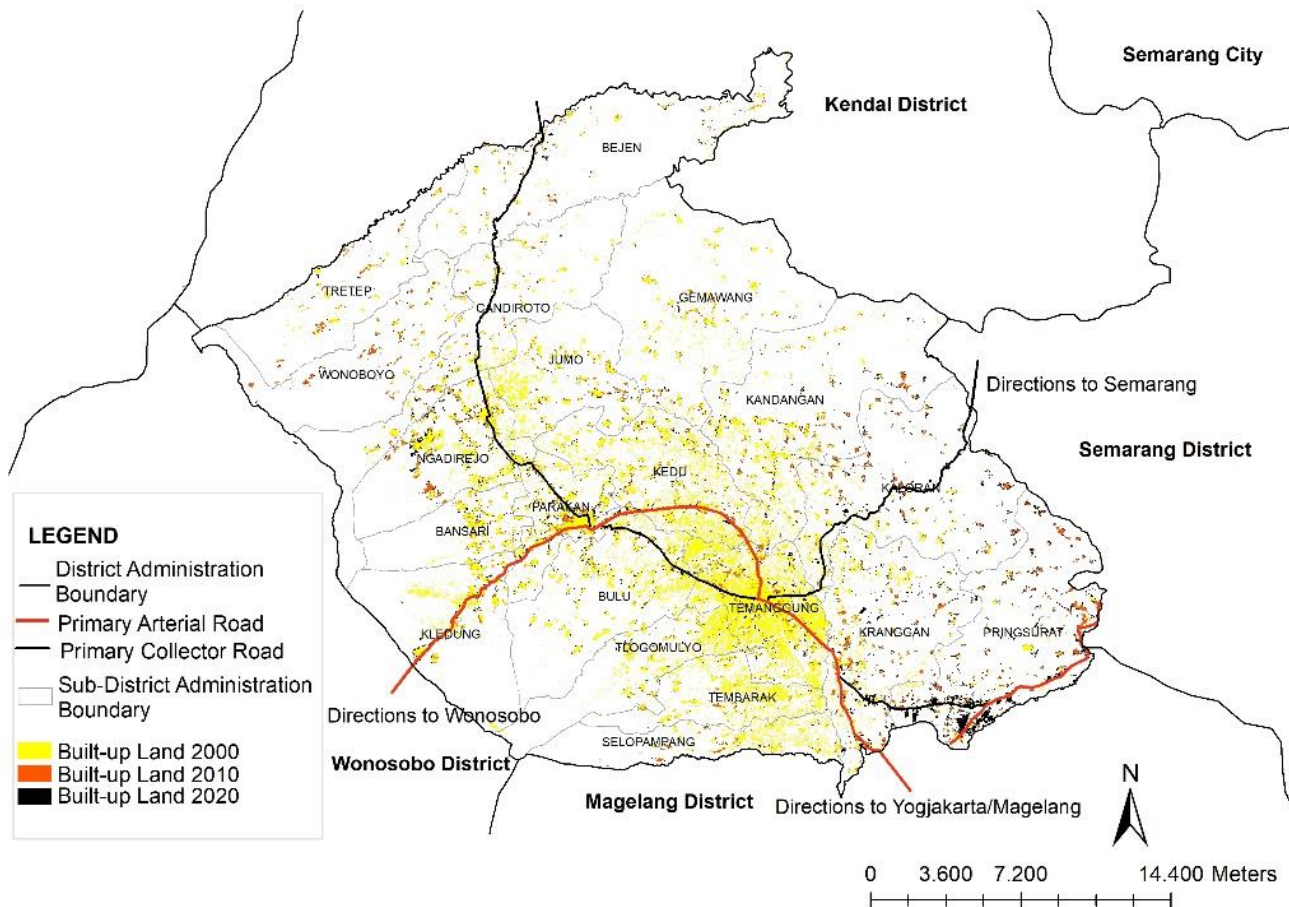 Semarang City
Kendal District
BEJEN
TRETEP
GEMAWANG
CANDIROTO
JUMO
WONOBOYO
Directions to Semarang
KANDANGAN
Semarang District
NGADIREJO
KEDU
KALORAN
PARAKAN
BANSARI
LEGEND
District Administration
Boundary
Primary Arterial Road
Primary Collector Road
Sub-District Administration
Boundary
Built-up Land 2000
Built-up Land 2010
Built-up Land 2020
BULU
TEMANGGUNG
KLEDUNG
KRANGGAN
PRINGSURAT
TLOGOMULYO
TEMBARAK
Directions to Wonosobo
SELOPAMPANG
Wonosobo District
Magelang District
Directions to Yogjakarta/Magelang
N
0 3.600 7.200 14.400 Meters